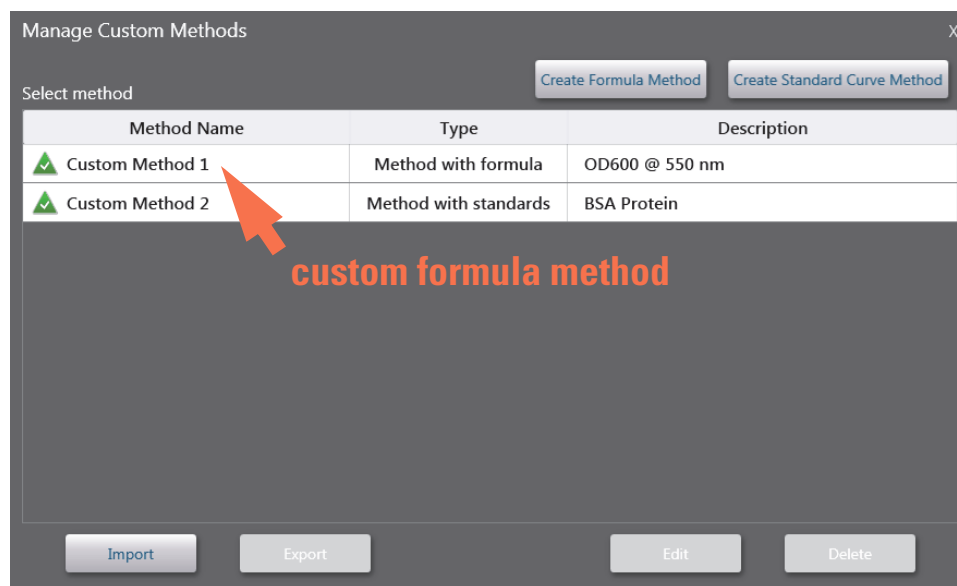 Manage Custom Methods X
Create Formula Method Create Standard Curve Method
Select method
Method Name Type Description
Custom Method 1 Method with formula OD600 @ 550 nm
Custom Method 2 Method with standards BSA Protein
custom formula method
Import Export Edit Delete